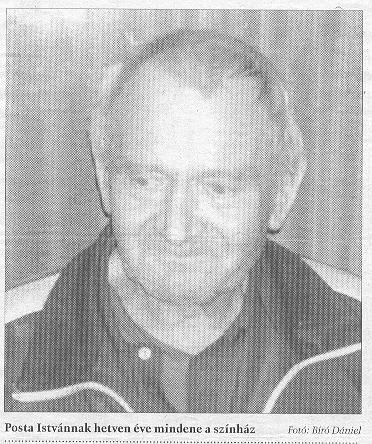 Posta Istvánnak hetven éve mindene a színház Fotó: Bíró Dániel